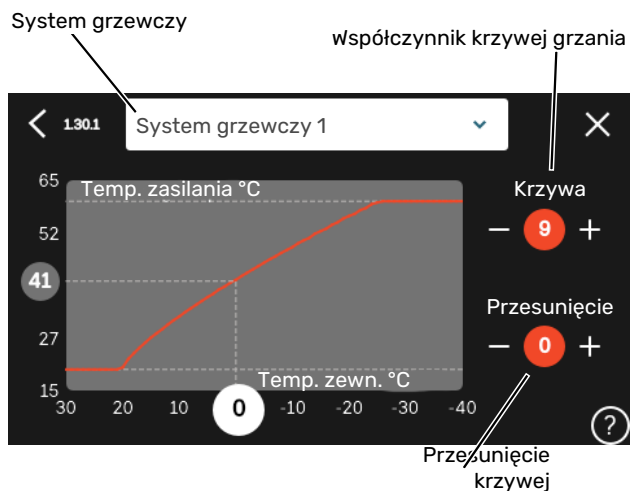 System grzewczy
Współczynnik krzywej grzania
1.30.1
System grzewczy 1
65
Temp. zasilania °C
Krzywa
52
9
41
Przesunięcie
27
0
Temp. zewn. °C
15
30 20 10 0 -10 -20 -30 -40
?
Przesunięcie
krzywej